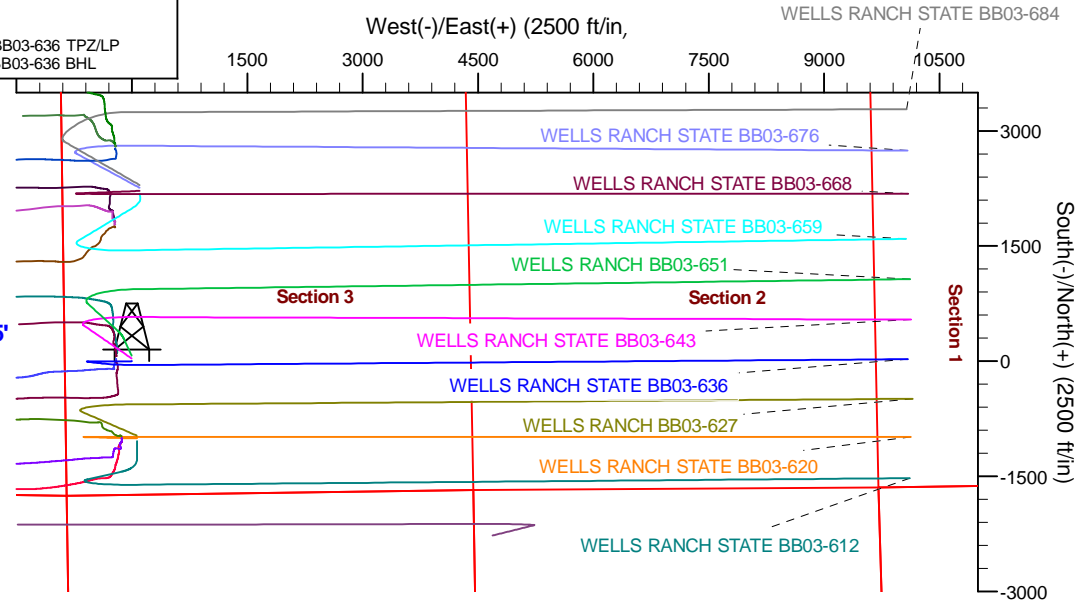 WELLS RANCH STATE BB03-684
West(-)/East(+) (2500 ft/in,
BB03-636 TPZ/LP
BB03-636 BHL
1500 3000 4500 6000 7500 9000 10500
3000
WELLS RANCH STATE BB03-676
WELLS RANCH STATE BB03-668
WELLS RANCH STATE BB03-659
1500
WELLS RANCH BB03-651
Section 3
Section 2
Section 1
South(-)/North(+) (2500 ft/in)
5'
WELLS RANCH STATE BB03-643
0
WELLS RANCH STATE BB03-636
WELLS RANCH BB03-627
WELLS RANCH STATE BB03-620
-1500
WELLS RANCH STATE BB03-612
-3000